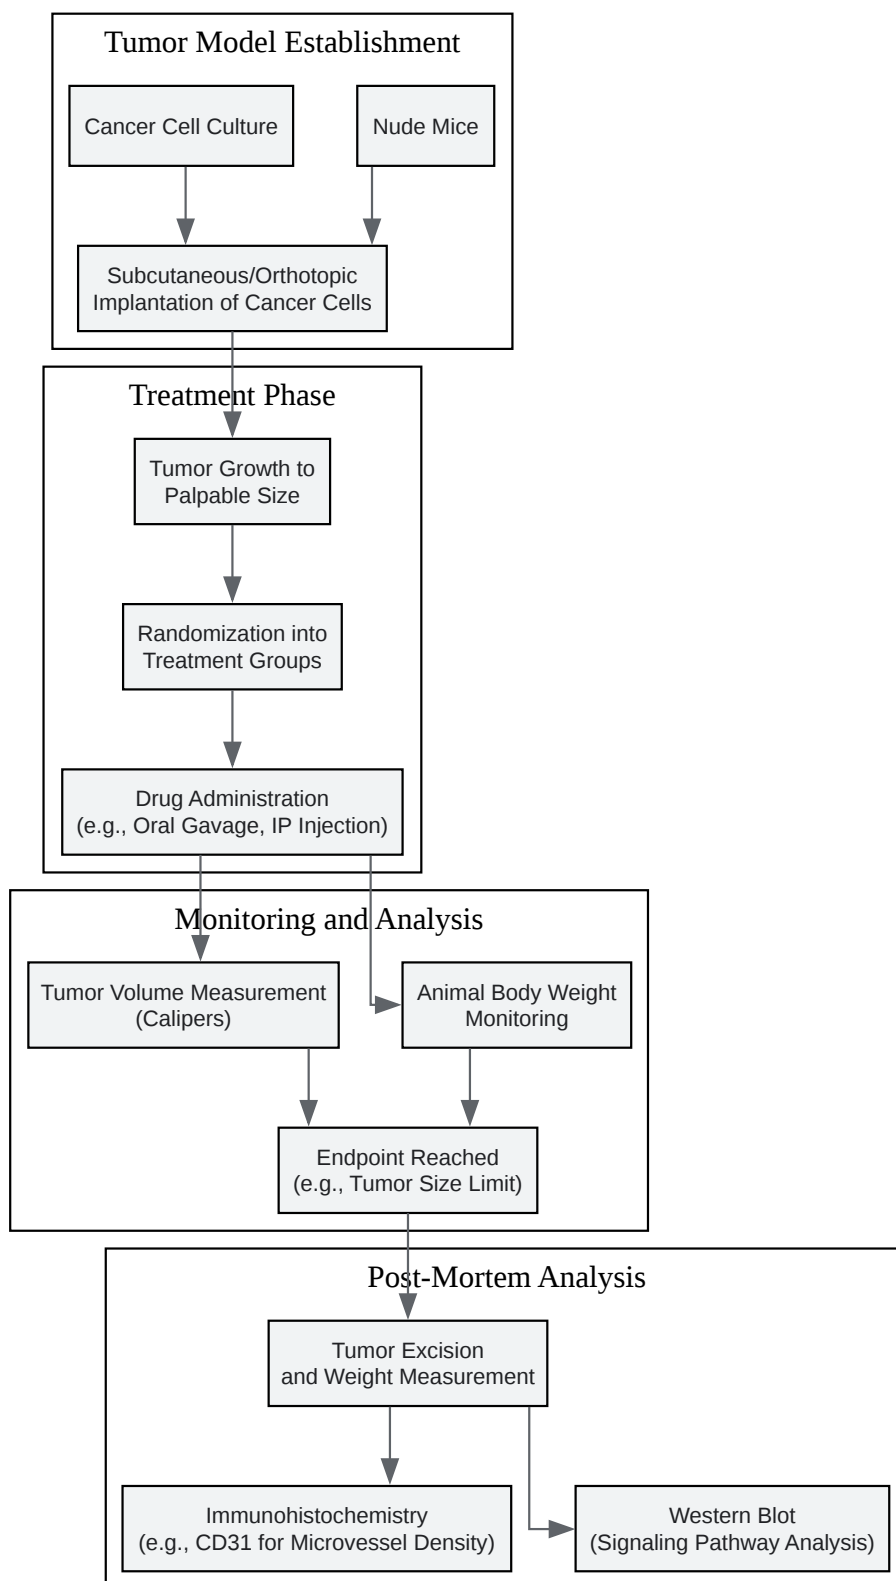 Tumor Model Establishment
Cancer Cell Culture
Nude Mice
Subcutaneous/Orthotopic
Implantation of Cancer Cells
Treatment Phase
Tumor Growth to
Palpable Size
Randomization into
Treatment Groups
Drug Administration
(e.g., Oral Gavage, IP Injection)
Monitoring and Analysis
Tumor Volume Measurement
(Calipers)
Animal Body Weight
Monitoring
Endpoint Reached
(e.g., Tumor Size Limit)
Post-Mortem Analysis
Tumor Excision
and Weight Measurement
Immunohistochemistry
(e.g., CD31 for Microvessel Density)
Western Blot
(Signaling Pathway Analysis)